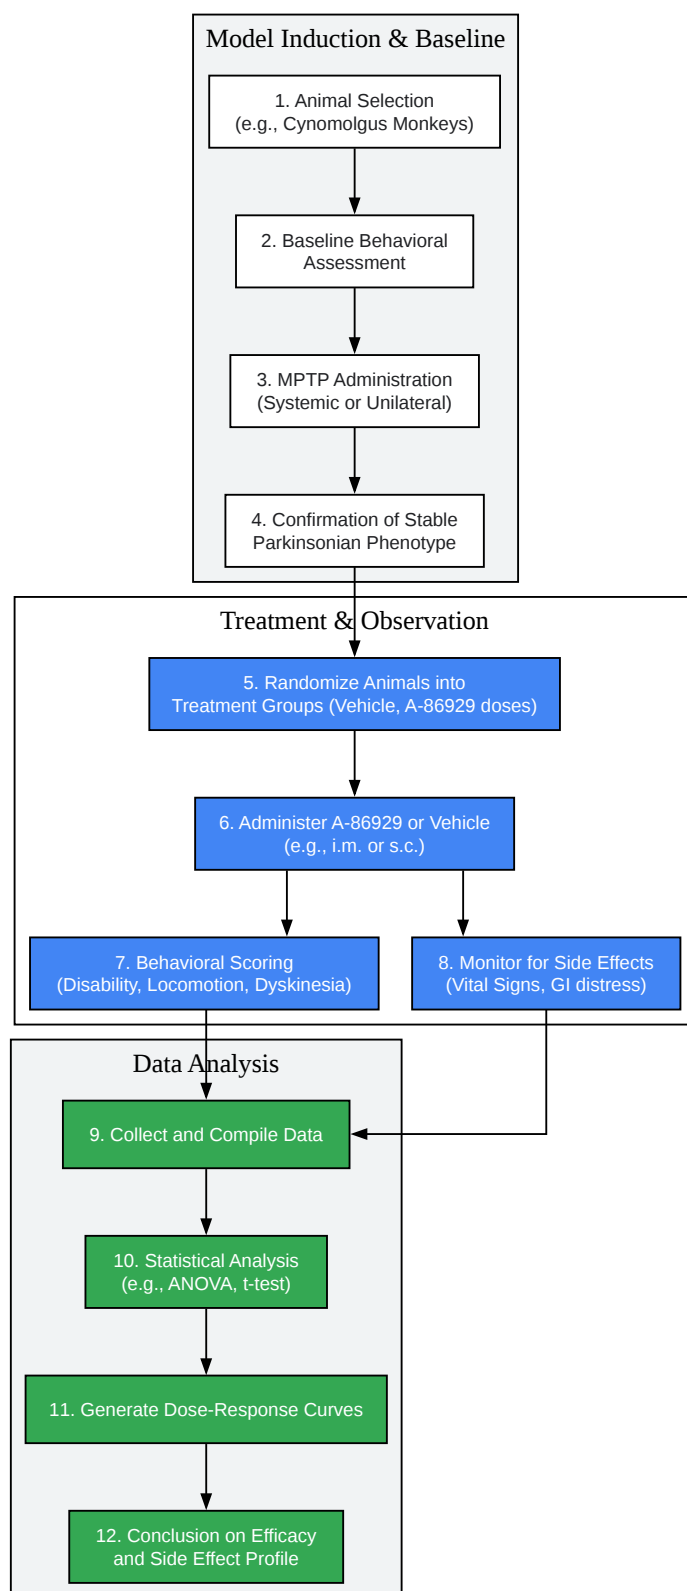 Model Induction & Baseline
1. Animal Selection
(e.g., Cynomolgus Monkeys)
2. Baseline Behavioral
Assessment
3. MPTP Administration
(Systemic or Unilateral)
4. Confirmation of Stable
Parkinsonian Phenotype
Treatment & Observation
5. Randomize Animals into
Treatment Groups (Vehicle, A-86929 doses)
6. Administer A-86929 or Vehicle
(e.g., i.m. or s.c.)
7. Behavioral Scoring
(Disability, Locomotion, Dyskinesia)
8. Monitor for Side Effects
(Vital Signs, GI distress)
Data Analysis
9. Collect and Compile Data
10. Statistical Analysis
(e.g., ANOVA, t-test)
11. Generate Dose-Response Curves
12. Conclusion on Efficacy
and Side Effect Profile